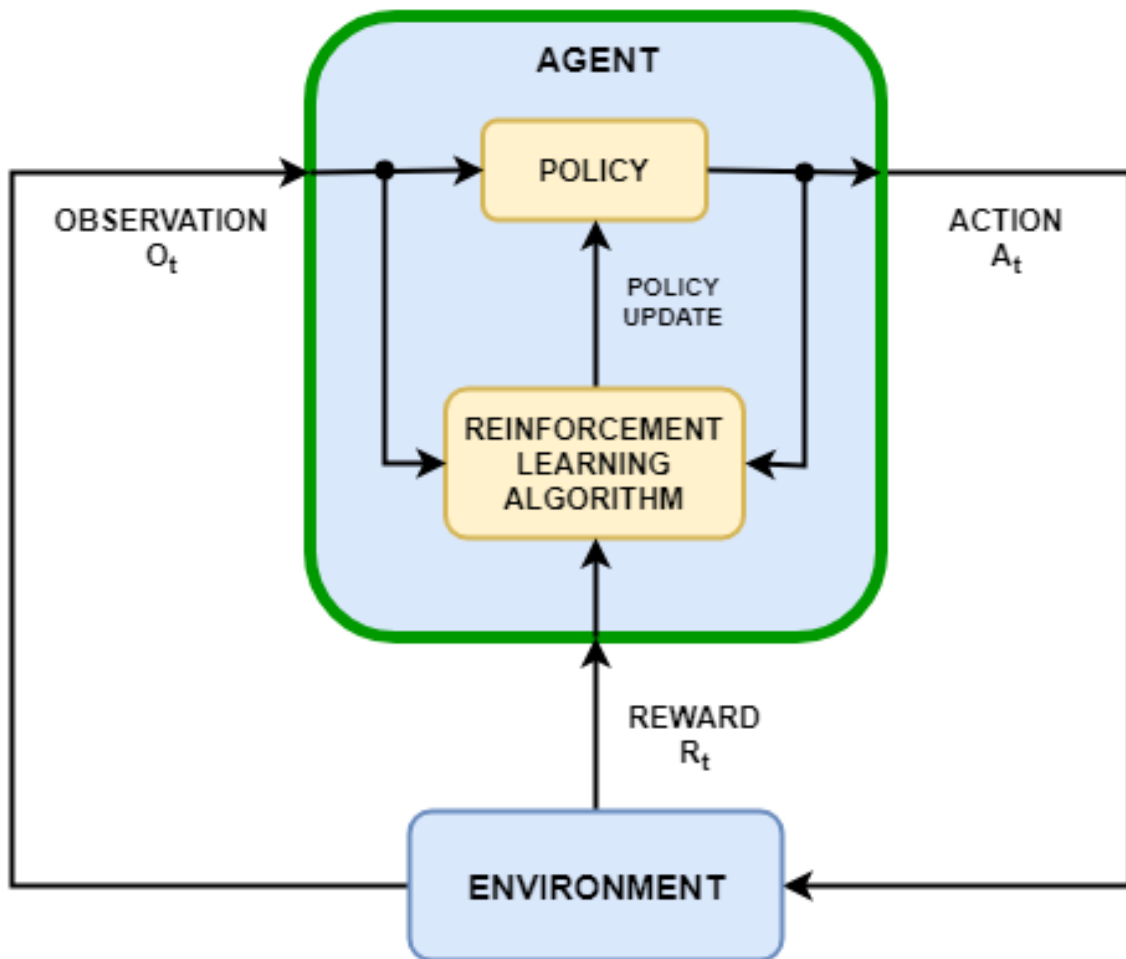 AGENT
POLICY
OBSERVATION
Oₜ
ACTION
Aₜ
POLICY
UPDATE
REINFORCEMENT
LEARNING
ALGORITHM
REWARD
Rₜ
ENVIRONMENT